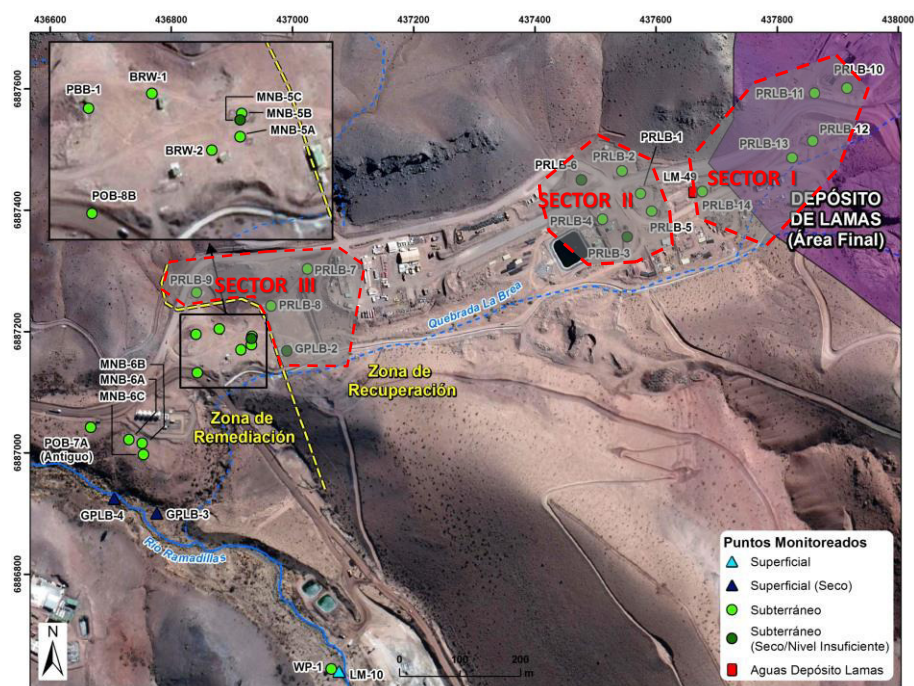 436600 436800 437000 437200 437400 437600 437800 438000
6887600
6887400
6887200
6887000
6886800
PBB-1
BRW-1
MNB-5C
MNB-5B
MNB-5A
BRW-2
POB-8B
PRLB-10
PRLB-11
PRLB-12
PRLB-13
PRLB-14
SECTOR I
DEPÓSITO
DE LAMAS
(Área Final)
LM-49
PRLB-1
PRLB-2
PRLB-6
SECTOR II
PRLB-4
PRLB-3
PRLB-5
PRLB-9
SECTOR III
PRLB-7
PRLB-8
GPLB-2
Quebrada La Brea
Zona de
Recuperación
Zona de
Remediación
MNB-6B
MNB-6A
MNB-6C
POB-7A
(Antiguo)
GPLB-4
GPLB-3
Río Ramadillas
WP-1
LM-10
N
0 200
m
Puntos Monitoreados
Superficial
Superficial (Seco)
Subterráneo
Subterráneo
(Seco/Nivel Insuficiente)
Aguas Depósito Lamas